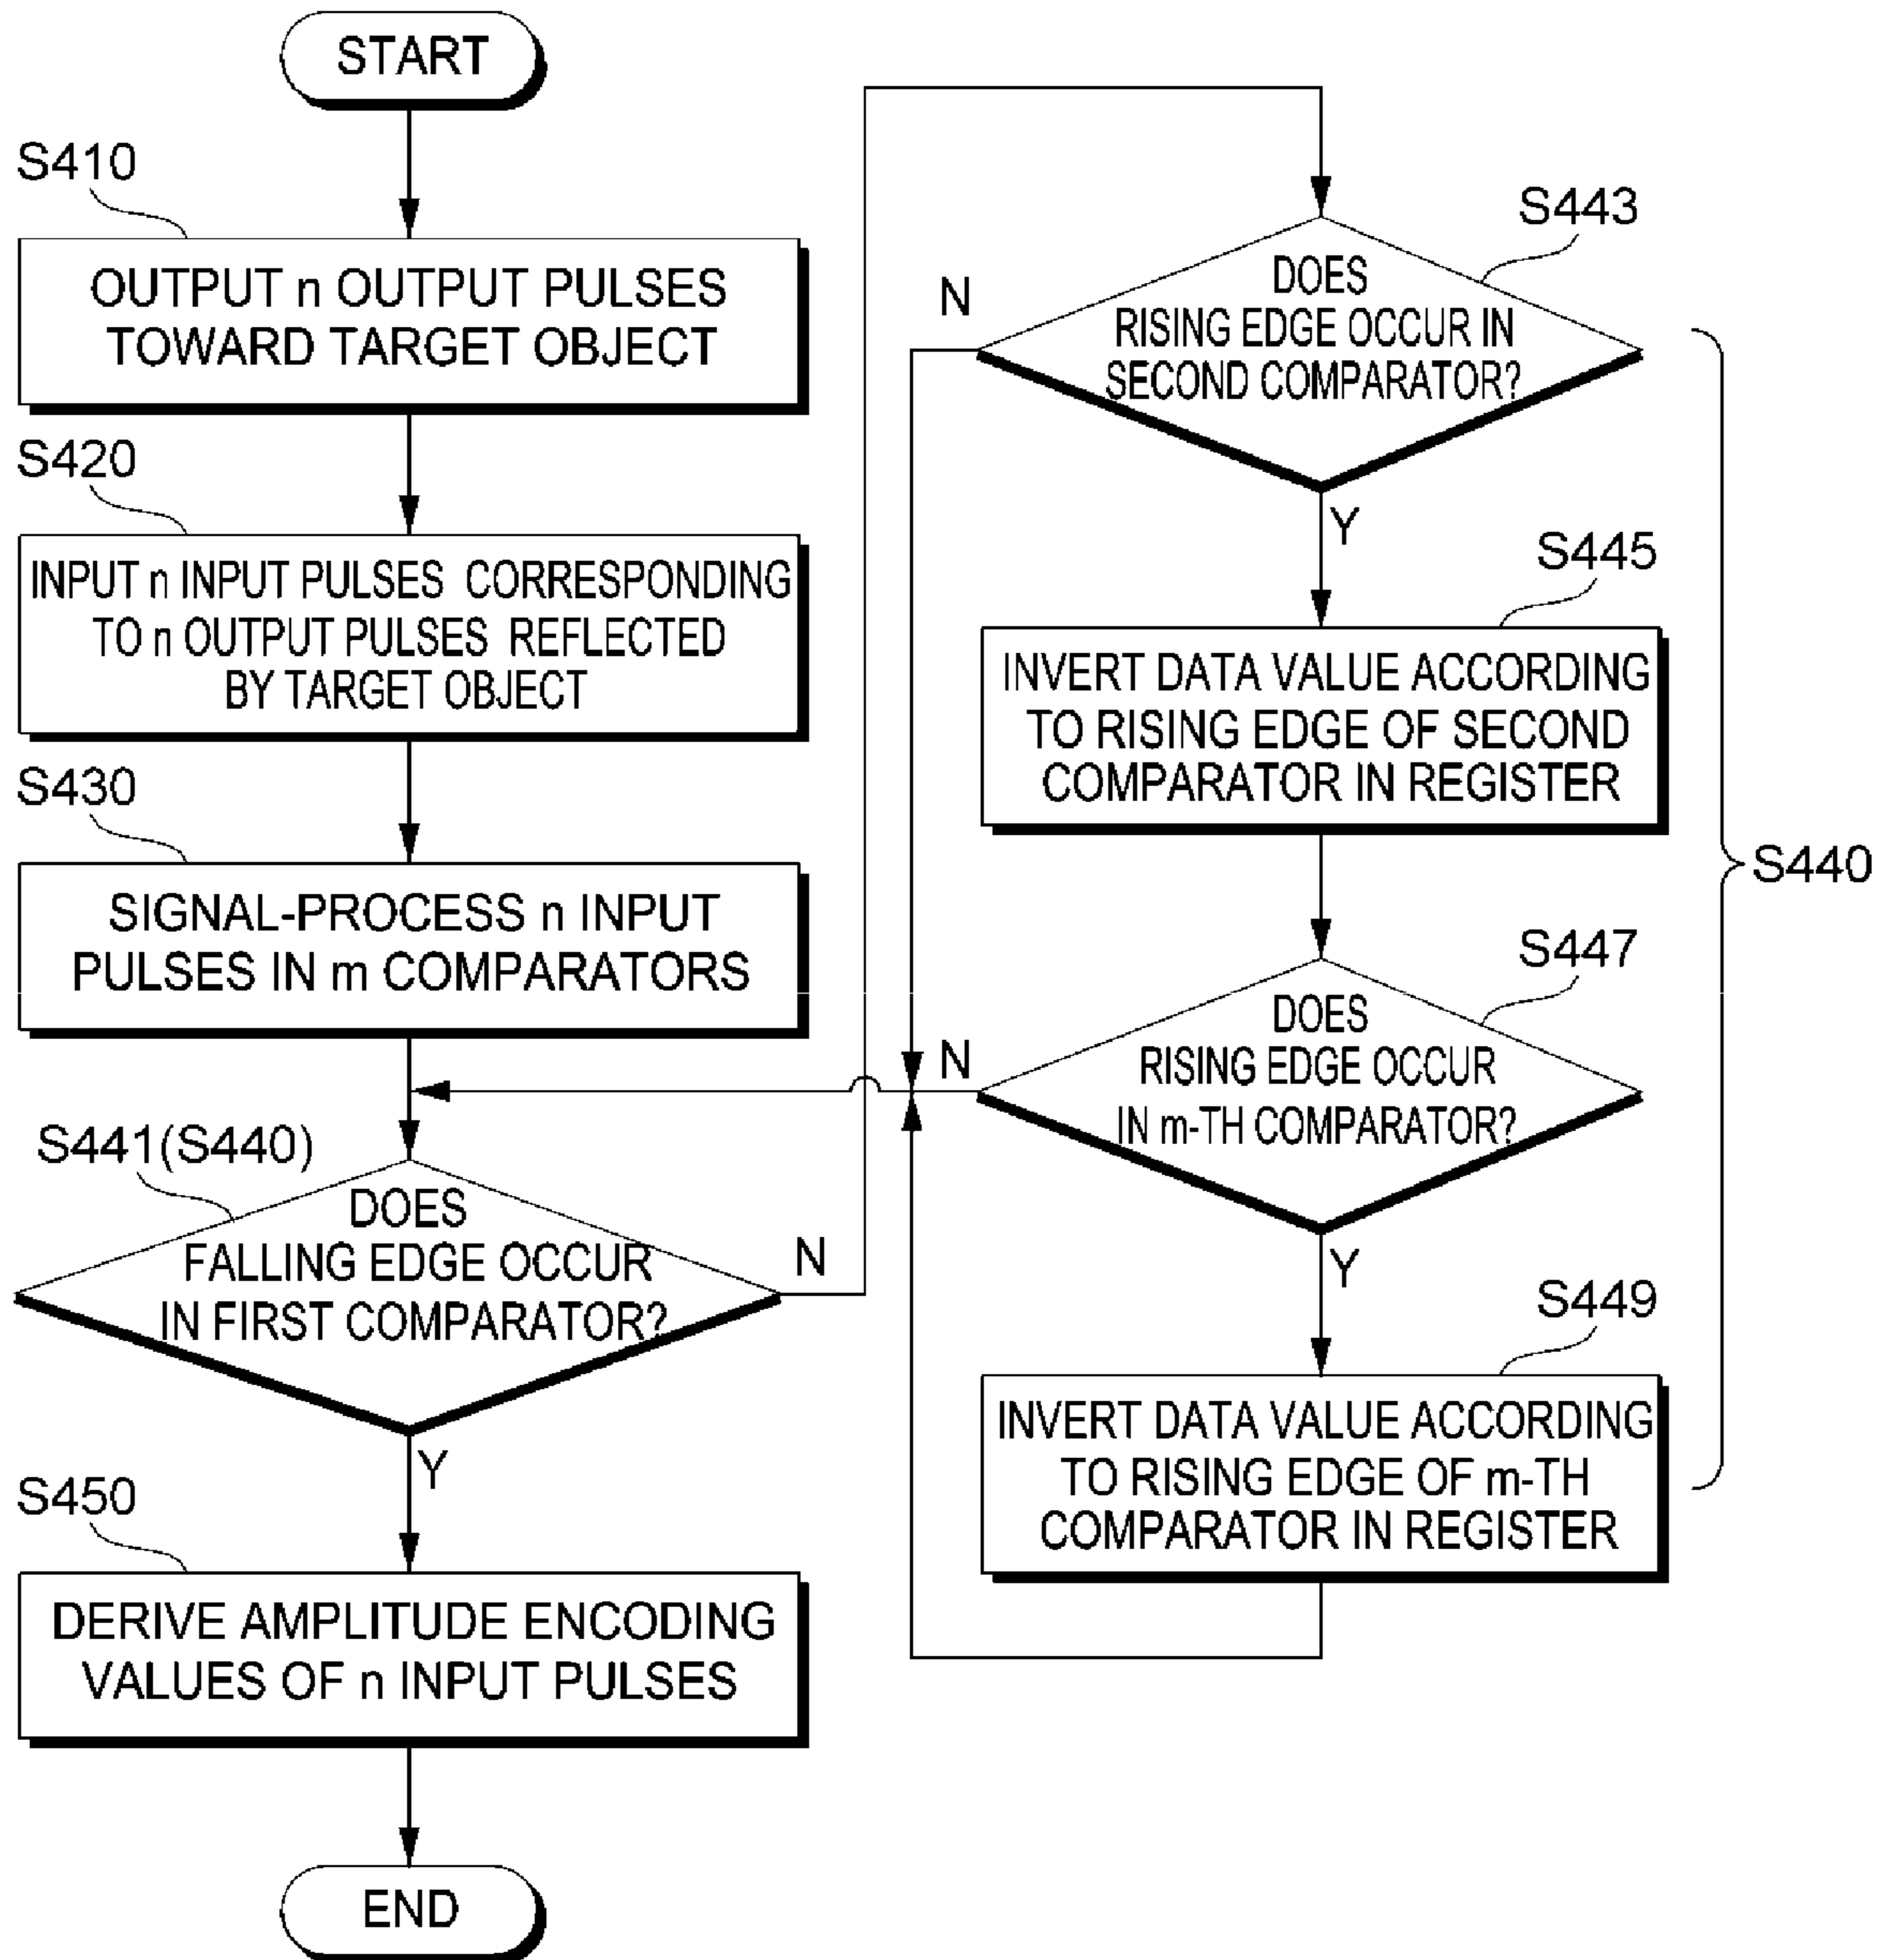 START
S410
OUTPUT n OUTPUT PULSES
TOWARD TARGET OBJECT
S420
INPUT n INPUT PULSES CORRESPONDING
TO n OUTPUT PULSES REFLECTED
BY TARGET OBJECT
S430
SIGNAL-PROCESS n INPUT
PULSES IN m COMPARATORS
S441(S440)
DOES
FALLING EDGE OCCUR
IN FIRST COMPARATOR?
N
Y
S450
DERIVE AMPLITUDE ENCODING
VALUES OF n INPUT PULSES
END
S443
DOES
RISING EDGE OCCUR IN
SECOND COMPARATOR?
N
Y
S445
INVERT DATA VALUE ACCORDING
TO RISING EDGE OF SECOND
COMPARATOR IN REGISTER
S440
S447
DOES
RISING EDGE OCCUR
IN m-TH COMPARATOR?
N
Y
S449
INVERT DATA VALUE ACCORDING
TO RISING EDGE OF m-TH
COMPARATOR IN REGISTER